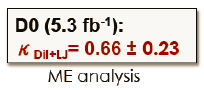 D0 (5.3 fb⁻¹):
κ Dil+LJ= 0.66 ± 0.23
ME analysis